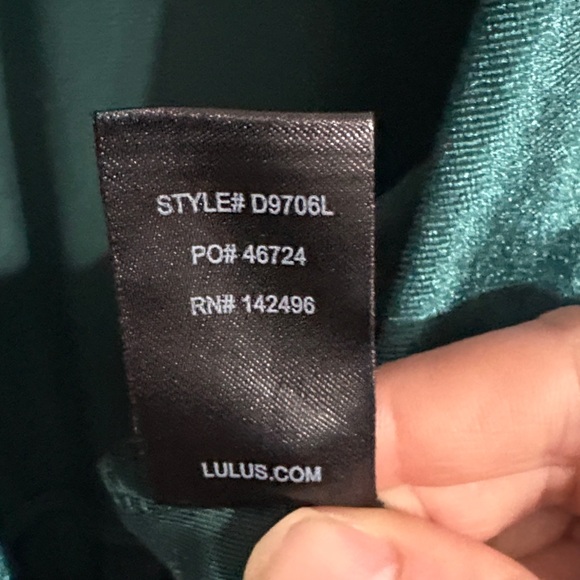 STYLE# D9706L
PO# 46724
RN# 142496
LULUS.COM